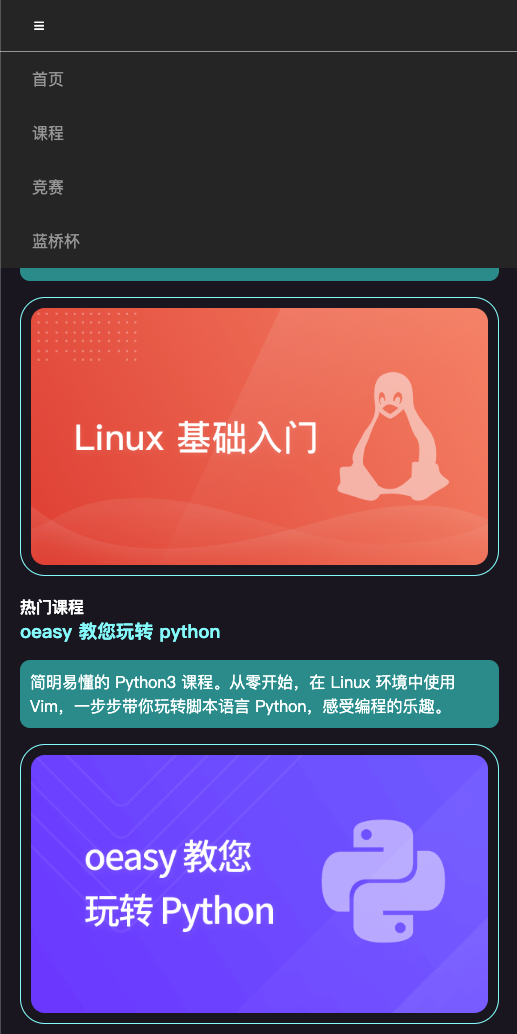 首页
课程
竞赛
蓝桥杯
Linux 基础入门
热门课程
oeasy 教您玩转 python
简明易懂的 Python3 课程。从零开始，在 Linux 环境中使用
Vim，一步步带你玩转脚本语言 Python，感受编程的乐趣。
oeasy 教您
玩转 Python